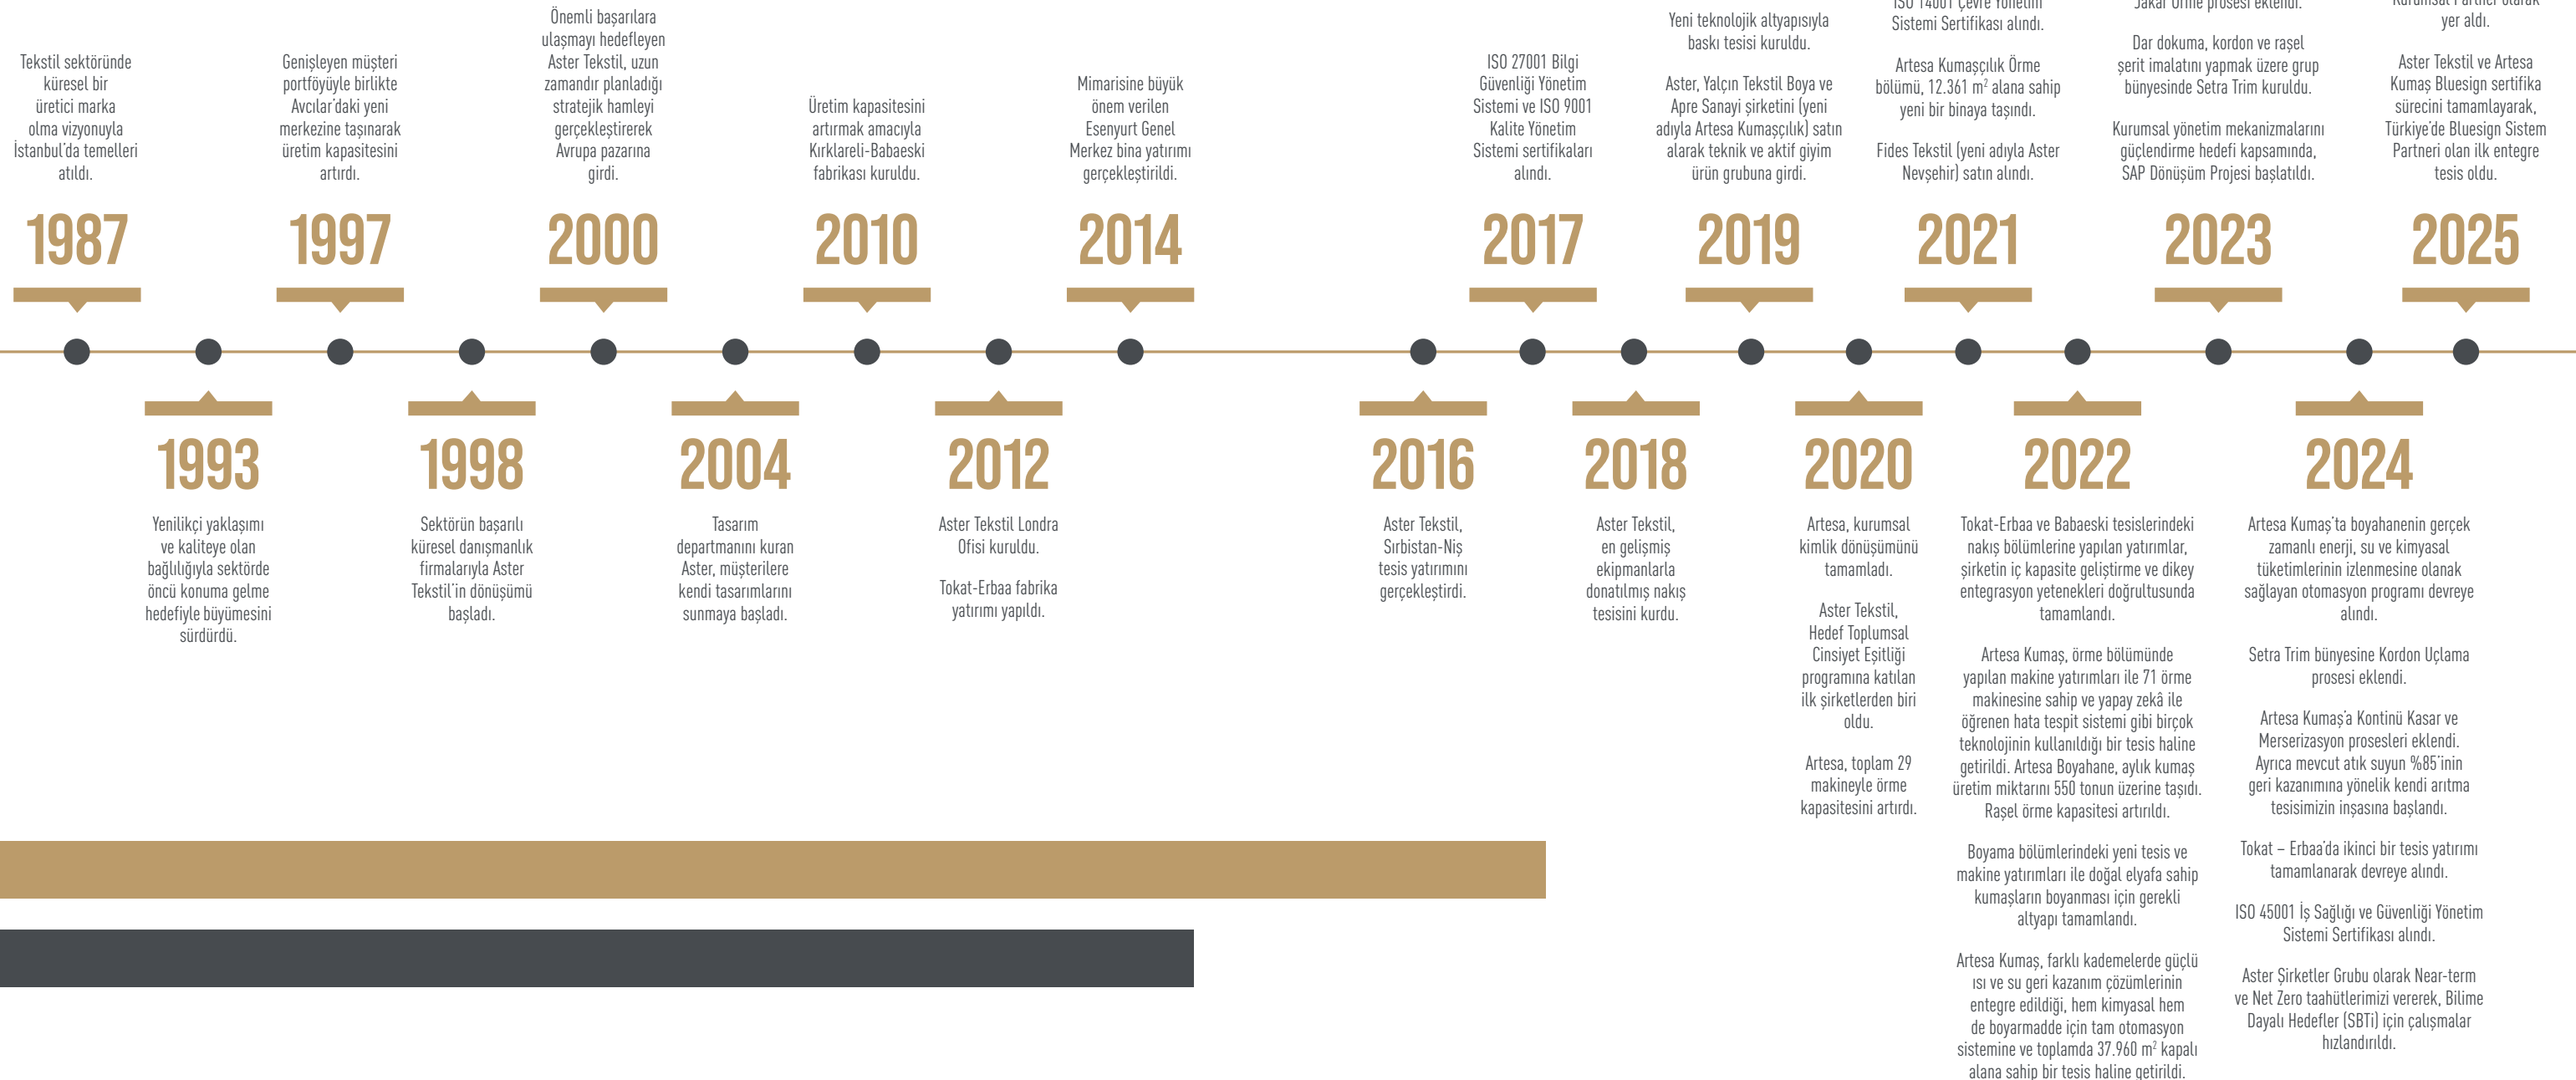 Tekstil sektöründe
küresel bir
üretici marka
olma vizyonuyla
İstanbul'da temelleri
atıldı.
1987
Genişleyen müşteri
portföyüyle birlikte
Avcılar'daki yeni
merkezine taşınarak
üretim kapasitesini
artırdı.
1997
Önemli başarılara
ulaşmayı hedefleyen
Aster Tekstil, uzun
zamandır planladığı
stratejik hamleyi
gerçekleştirerek
Avrupa pazarına
girdi.
2000
Üretim kapasitesini
artırmak amacıyla
Kırklareli-Babaeski
fabrikası kuruldu.
2010
Mimarisine büyük
önem verilen
Esenyurt Genel
Merkez bina yatırımı
gerçekleştirildi.
2014
ISO 27001 Bilgi
Güvenliği Yönetim
Sistemi ve ISO 9001
Kalite Yönetim
Sistemi sertifikaları
alındı.
2017
Yeni teknolojik altyapısıyla
baskı tesisi kuruldu.
Aster, Yalçın Tekstil Boya ve
Apre Sanayi şirketini (yeni
adıyla Artesa Kumaşçılık) satın
alarak teknik ve aktif giyim
ürün grubuna girdi.
2019
ISO 14001 Çevre Yönetim
Sistemi Sertifikası alındı.
Artesa Kumaşçılık Örme
bölümü, 12.361 m² alana sahip
yeni bir binaya taşındı.
Fides Tekstil (yeni adıyla Aster
Nevşehir) satın alındı.
2021
Jakar Örme prosesi eklendi.
Dar dokuma, kordon ve raşel
şerit imalatını yapmak üzere grup
bünyesinde Setra Trim kuruldu.
Kurumsal yönetim mekanizmalarını
güçlendirme hedefi kapsamında,
SAP Dönüşüm Projesi başlatıldı.
2023
Kurumsal Partner olarak
yer aldı.
Aster Tekstil ve Artesa
Kumaş Bluesign sertifika
sürecini tamamlayarak,
Türkiye'de Bluesign Sistem
Partneri olan ilk entegre
tesis oldu.
2025
1993
Yenilikçi yaklaşımı
ve kaliteye olan
bağlılığıyla sektörde
öncü konuma gelme
hedefiyle büyümesini
sürdürdü.
1998
Sektörün başarılı
küresel danışmanlık
firmalarıyla Aster
Tekstil'in dönüşümü
başladı.
2004
Tasarım
departmanını kuran
Aster, müşterilere
kendi tasarımlarını
sunmaya başladı.
2012
Aster Tekstil Londra
Ofisi kuruldu.
Tokat-Erbaa fabrika
yatırımı yapıldı.
2016
Aster Tekstil,
Sırbistan-Niş
tesis yatırımını
gerçekleştirdi.
2018
Aster Tekstil,
en gelişmiş
ekipmanlarla
donatılmış nakış
tesisini kurdu.
2020
Artesa, kurumsal
kimlik dönüşümünü
tamamladı.
Aster Tekstil,
Hedef Toplumsal
Cinsiyet Eşitliği
programına katılan
ilk şirketlerden biri
oldu.
Artesa, toplam 29
makineyle örme
kapasitesini artırdı.
2022
Tokat-Erbaa ve Babaeski tesislerindeki
nakış bölümlerine yapılan yatırımlar,
şirketin iç kapasite geliştirme ve dikey
entegrasyon yetenekleri doğrultusunda
tamamlandı.
Artesa Kumaş, örme bölümünde
yapılan makine yatırımları ile 71 örme
makinesine sahip ve yapay zekâ ile
öğrenen hata tespit sistemi gibi birçok
teknolojinin kullanıldığı bir tesis haline
getirildi. Artesa Boyahane, aylık kumaş
üretim miktarını 550 tonun üzerine taşıdı.
Raşel örme kapasitesi artırıldı.
Boyama bölümlerindeki yeni tesis ve
makine yatırımları ile doğal elyafa sahip
kumaşların boyanması için gerekli
altyapı tamamlandı.
Artesa Kumaş, farklı kademelerde güçlü
ısı ve su geri kazanım çözümlerinin
entegre edildiği, hem kimyasal hem
de boyarmadde için tam otomasyon
sistemine ve toplamda 37.960 m² kapalı
alana sahip bir tesis haline getirildi.
2024
Artesa Kumaş'ta boyahanenin gerçek
zamanlı enerji, su ve kimyasal
tüketimlerinin izlenmesine olanak
sağlayan otomasyon programı devreye
alındı.
Setra Trim bünyesine Kordon Uçlama
prosesi eklendi.
Artesa Kumaş'a Kontinü Kasar ve
Merserizasyon prosesleri eklendi.
Ayrıca mevcut atık suyun %85'inin
geri kazanımına yönelik kendi arıtma
tesisimizin inşasına başlandı.
Tokat – Erbaa'da ikinci bir tesis yatırımı
tamamlanarak devreye alındı.
ISO 45001 İş Sağlığı ve Güvenliği Yönetim
Sistemi Sertifikası alındı.
Aster Şirketler Grubu olarak Near-term
ve Net Zero taahütlerimizi vererek, Bilime
Dayalı Hedefler (SBTi) için çalışmalar
hızlandırıldı.